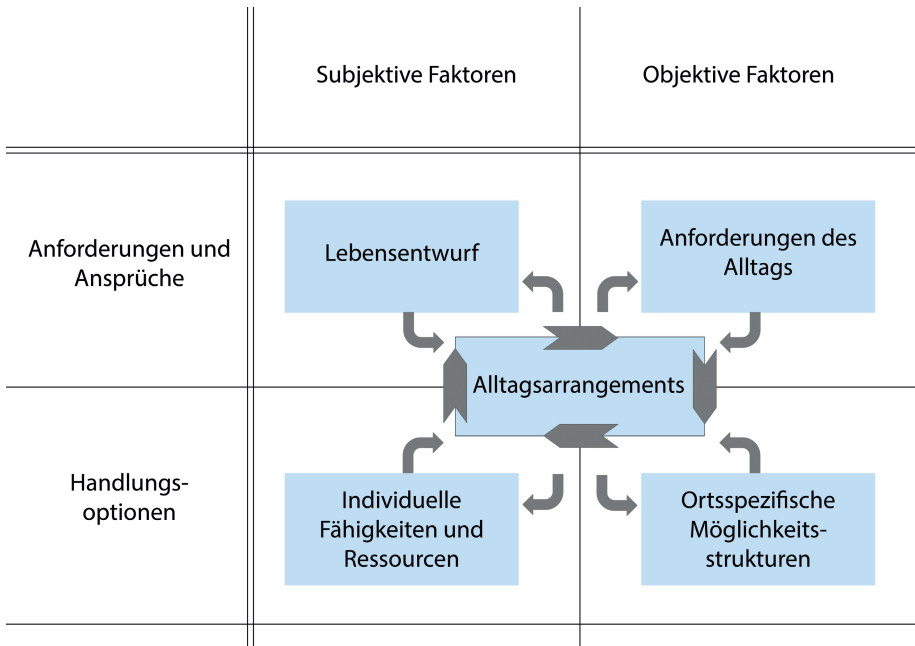 Subjektive Faktoren
Objektive Faktoren
Anforderungen und
Ansprüche
Lebensentwurf
Anforderungen des
Alltags
Alltagsarrangements
Handlungs-
optionen
Individuelle
Fähigkeiten und
Ressourcen
Ortsspezifische
Möglichkeits-
strukturen